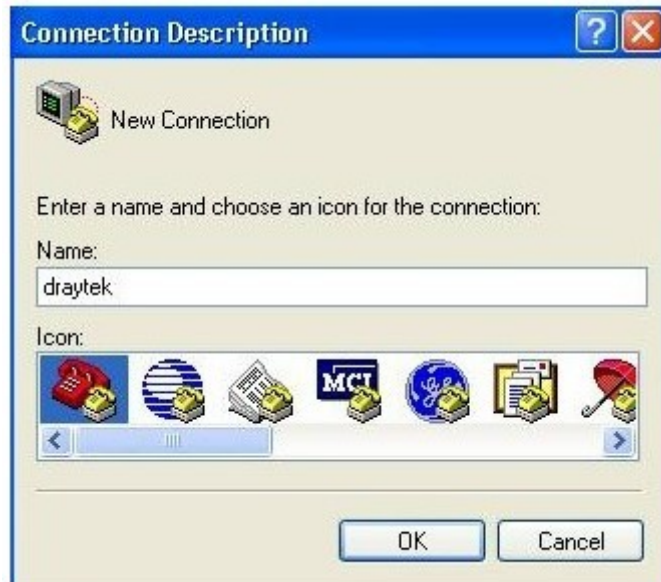 Connection Description
New Connection
Enter a name and choose an icon for the connection:
Name:
draytek
Icon:
MCI
OK Cancel